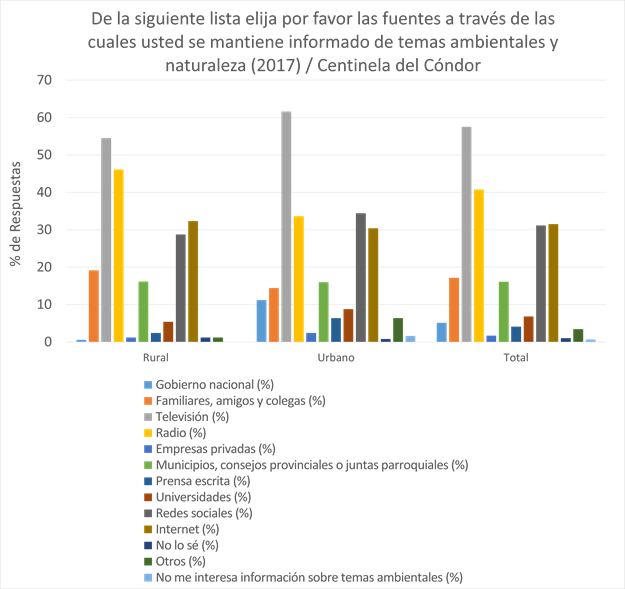 De la siguiente lista elija por favor las fuentes a través de las
cuales usted se mantiene informado de temas ambientales y
naturaleza (2017) / Centinela del Cóndor
70
60
50
40
30
20
10
0
% de Respuestas
Rural
Urbano
Total
Gobierno nacional (%)
Familiares, amigos y colegas (%)
Televisión (%)
Radio (%)
Empresas privadas (%)
Municipios, consejos provinciales o juntas parroquiales (%)
Prensa escrita (%)
Universidades (%)
Redes sociales (%)
Internet (%)
No lo sé (%)
Otros (%)
No me interesa información sobre temas ambientales (%)